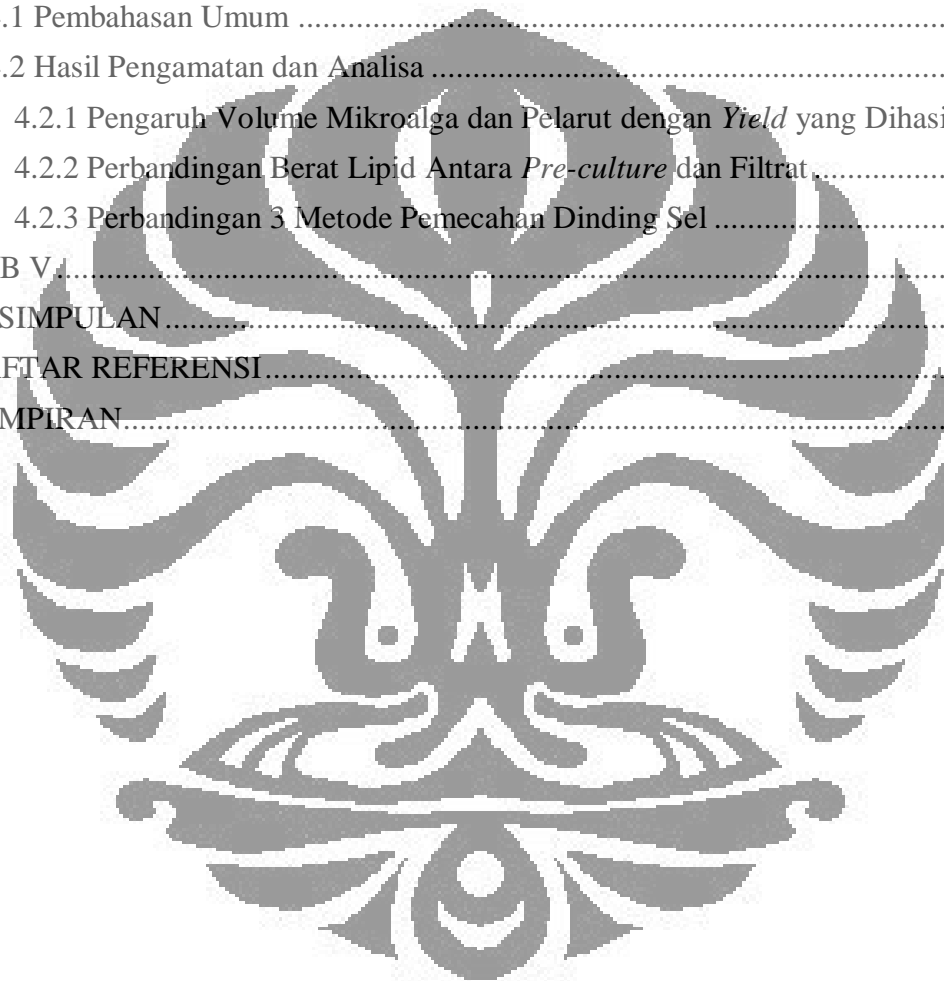 .1 Pembahasan Umum ................................................................................
.2 Hasil Pengamatan dan Analisa ................................................................
4.2.1 Pengaruh Volume Mikroalga dan Pelarut dengan Yield yang Dihasi
4.2.2 Perbandingan Berat Lipid Antara Pre-culture dan Filtrat ................
4.2.3 Perbandingan 3 Metode Pemecahan Dinding Sel .............................
B V ................................................................................................................
SIMPULAN ..................................................................................................
FTAR REFERENSI .....................................................................................
MPIRAN .......................................................................................................